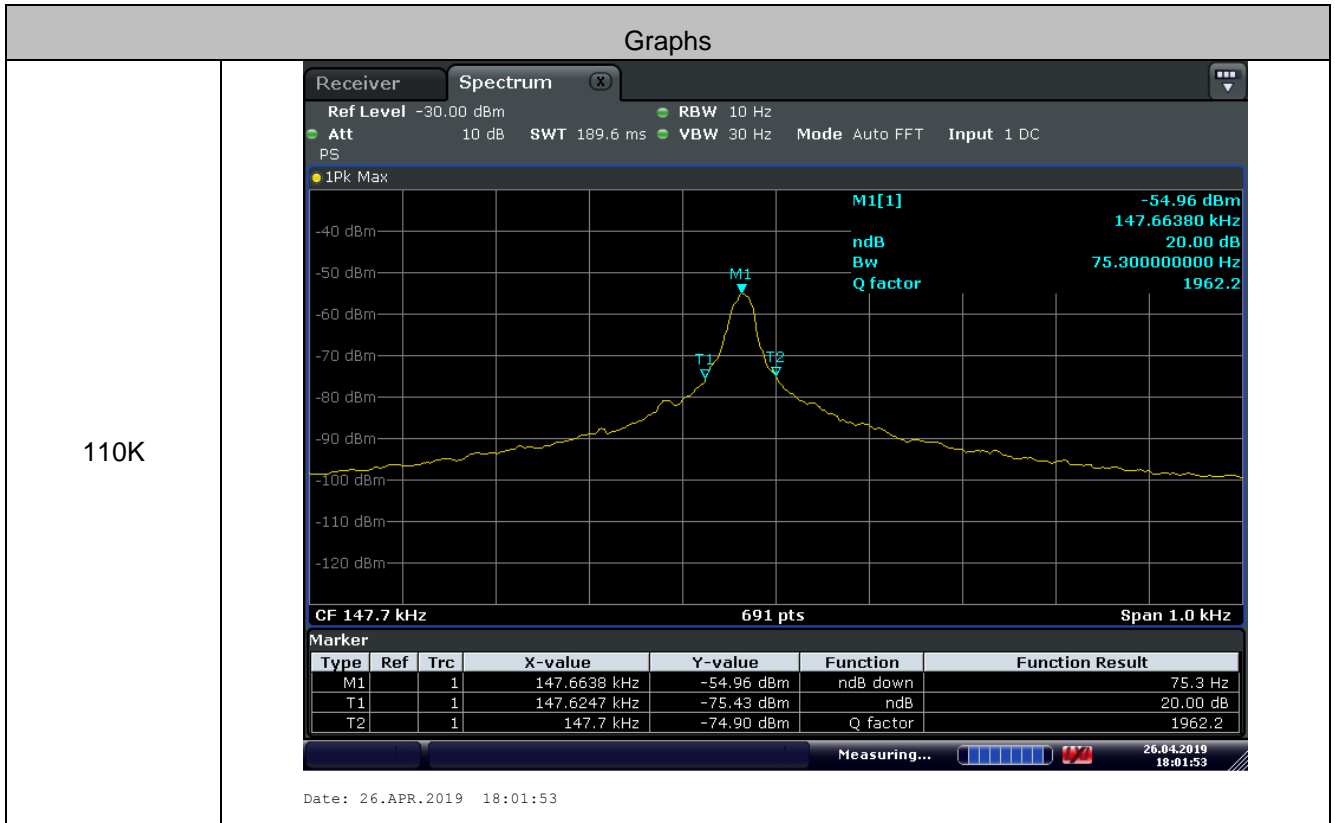 Graphs
110K
Receiver Spectrum
Ref Level -30.00 dBm RBW 10 Hz
Att 10 dB SWT 189.6 ms VBW 30 Hz Mode Auto FFT Input 1 DC
PS
1Pk Max
M1[1] -54.96 dBm
147.66380 kHz
ndB 20.00 dB
Bw 75.300000000 Hz
Q factor 1962.2
-40 dBm
-50 dBm
M1
-60 dBm
-70 dBm
T1 T2
-80 dBm
-90 dBm
-100 dBm
-110 dBm
-120 dBm
CF 147.7 kHz 691 pts Span 1.0 kHz
Marker
Type Ref Trc X-value Y-value Function Function Result
M1 1 147.6638 kHz -54.96 dBm ndB down 75.3 Hz
T1 1 147.6247 kHz -75.43 dBm ndB 20.00 dB
T2 1 147.7 kHz -74.90 dBm Q factor 1962.2
Measuring... 26.04.2019
18:01:53
Date: 26.APR.2019 18:01:53